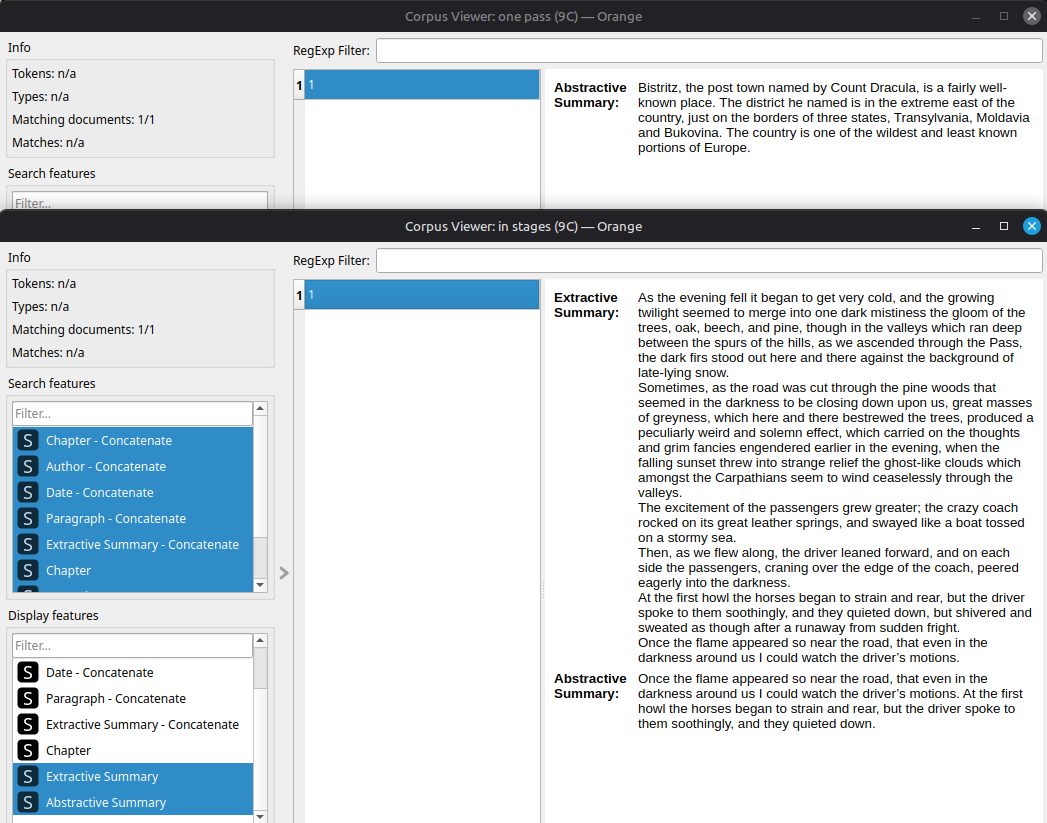 Corpus Viewer: one pass (9C) — Orange
Info
Tokens: n/a
Types: n/a
Matching documents: 1/1
Matches: n/a
Search features
Filter...
RegExp Filter:
1 1
Abstractive Summary:
Bistritz, the post town named by Count Dracula, is a fairly well-
known place. The district he named is in the extreme east of the
country, just on the borders of three states, Transylvania, Moldavia
and Bukovina. The country is one of the wildest and least known
portions of Europe.
Corpus Viewer: in stages (9C) — Orange
Info
Tokens: n/a
Types: n/a
Matching documents: 1/1
Matches: n/a
Search features
Filter...
S Chapter - Concatenate
S Author - Concatenate
S Date - Concatenate
S Paragraph - Concatenate
S Extractive Summary - Concatenate
S Chapter
Display features
Filter...
S Date - Concatenate
S Paragraph - Concatenate
S Extractive Summary - Concatenate
S Chapter
S Extractive Summary
S Abstractive Summary
RegExp Filter:
1 1
Extractive Summary:
As the evening fell it began to get very cold, and the growing
twilight seemed to merge into one dark mistiness the gloom of the
trees, oak, beech, and pine, though in the valleys which ran deep
between the spurs of the hills, as we ascended through the Pass,
the dark firs stood out here and there against the background of
late-lying snow.
Sometimes, as the road was cut through the pine woods that
seemed in the darkness to be closing down upon us, great masses
of greyness, which here and there bestrewed the trees, produced a
peculiarly weird and solemn effect, which carried on the thoughts
and grim fancies engendered earlier in the evening, when the
falling sunset threw into strange relief the ghost-like clouds which
amongst the Carpathians seem to wind ceaselessly through the
valleys.
The excitement of the passengers grew greater; the crazy coach
rocked on its great leather springs, and swayed like a boat tossed
on a stormy sea.
Then, as we flew along, the driver leaned forward, and on each
side the passengers, craning over the edge of the coach, peered
eagerly into the darkness.
At the first howl the horses began to strain and rear, but the driver
spoke to them soothingly, and they quieted down, but shivered and
sweated as though after a runaway from sudden fright.
Once the flame appeared so near the road, that even in the
darkness around us I could watch the driver’s motions.
Abstractive Summary:
Once the flame appeared so near the road, that even in the
darkness around us I could watch the driver’s motions. At the first
howl the horses began to strain and rear, but the driver spoke to
them soothingly, and they quieted down.